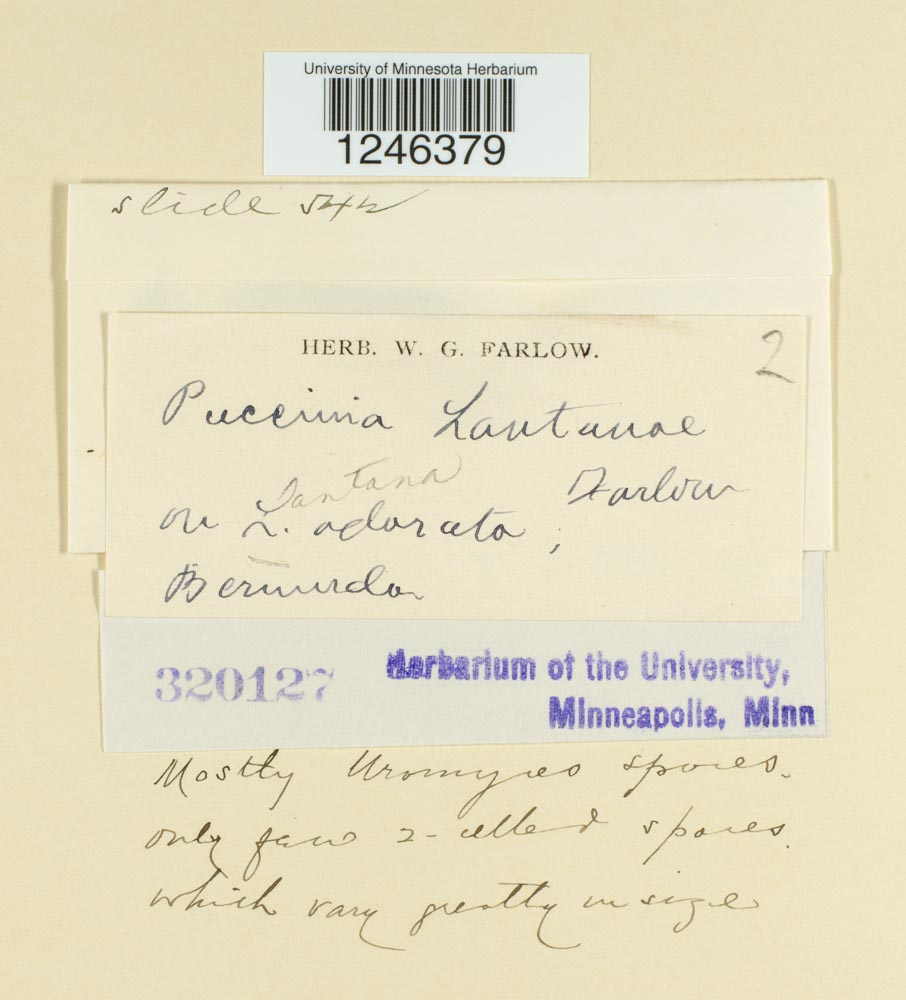 University of Minnesota Herbarium
1246379
slide 542
HERB. W. G. FARLOW.
2
Puccinia Lantanae
Farlow
Lantana
on L. odorata,
Bermuda
320127
Herbarium of the University,
Minneapolis, Minn
Mostly Uromyces spores.
only few 2-celled spores.
which vary greatly in size